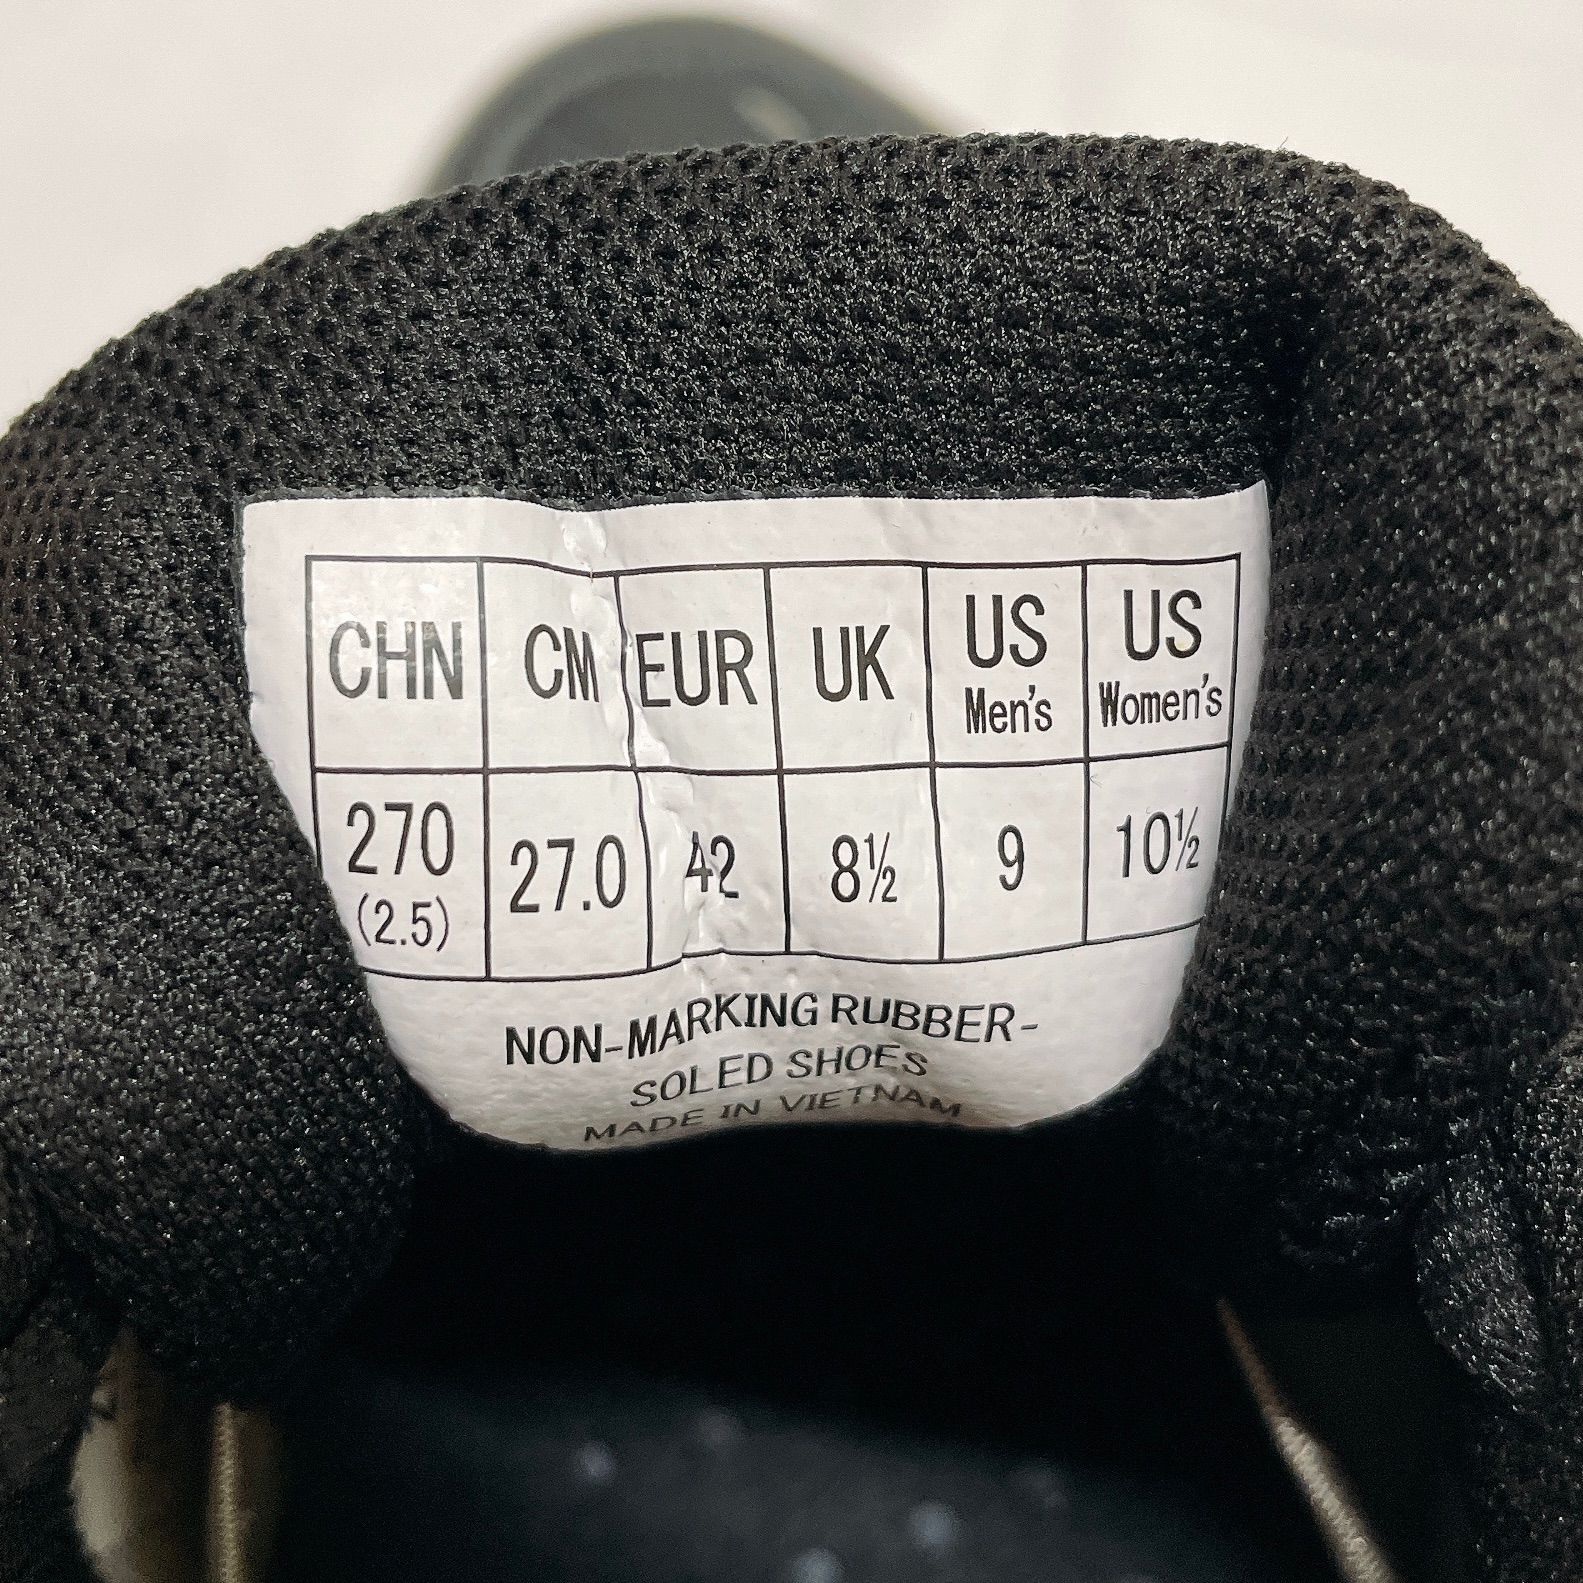 CHN CM EUR UK US Men's US Women's
270 (2.5) 27.0 42 8½ 9 10½
NON-MARKING RUBBER-
SOLED SHOES
MADE IN VIETNAM